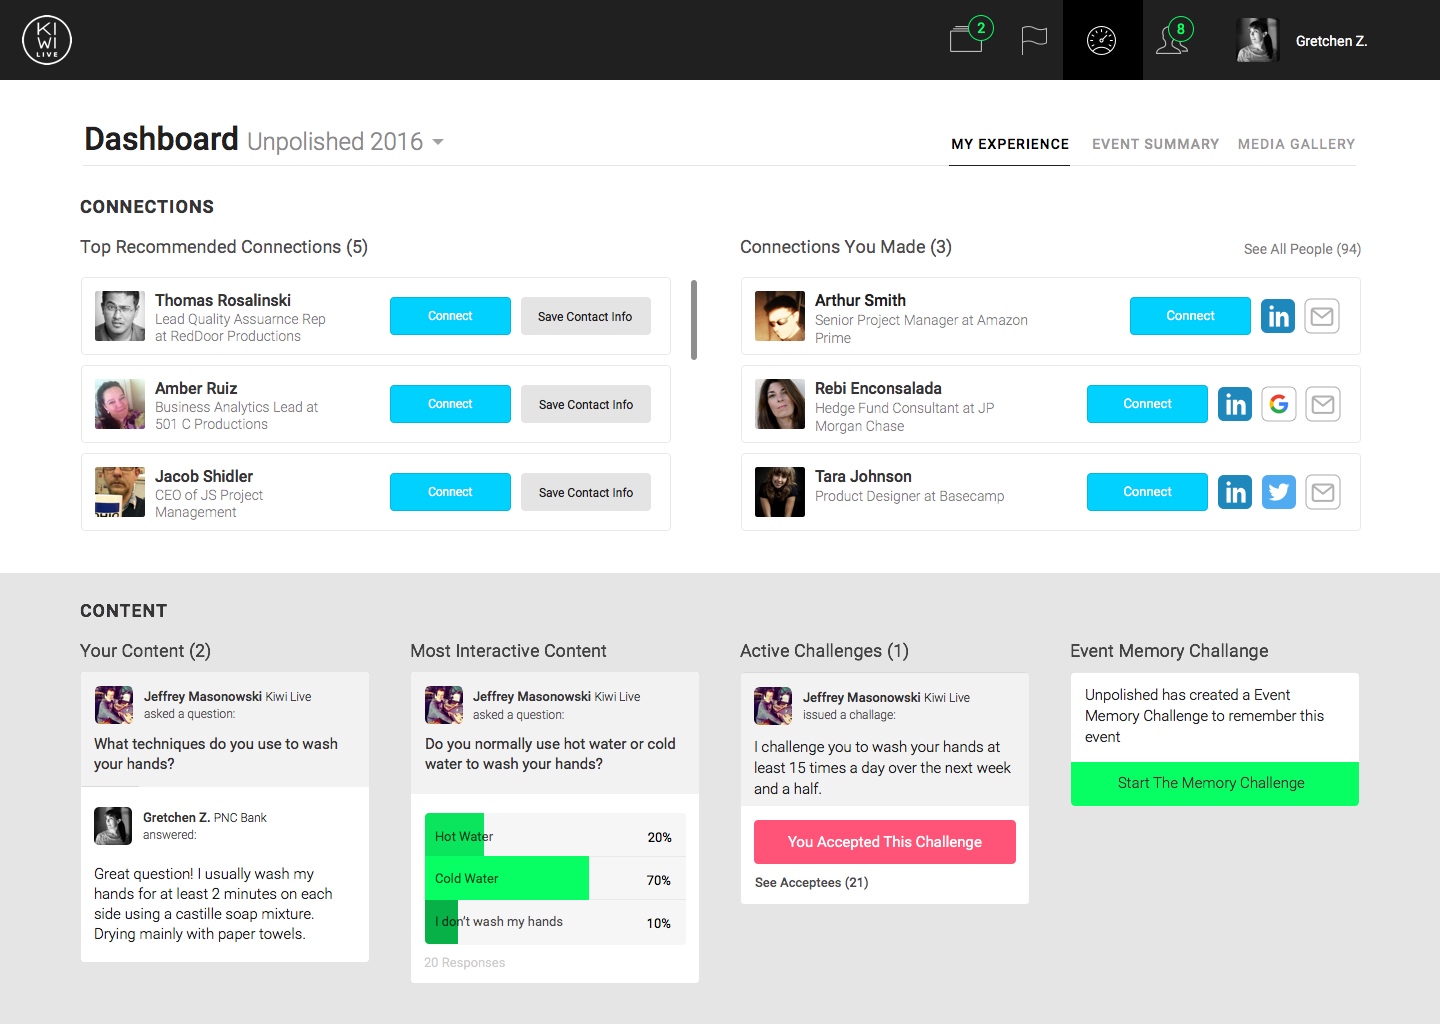 KI
WI
LIVE
2
8
Gretchen Z.
Dashboard Unpolished 2016
MY EXPERIENCE EVENT SUMMARY MEDIA GALLERY
CONNECTIONS
Top Recommended Connections (5)
Thomas Rosalinski
Lead Quality Assuarnce Rep
at RedDoor Productions
Connect
Save Contact Info
Amber Ruiz
Business Analytics Lead at
501 C Productions
Connect
Save Contact Info
Jacob Shidler
CEO of JS Project
Management
Connect
Save Contact Info
Connections You Made (3)
See All People (94)
Arthur Smith
Senior Project Manager at Amazon
Prime
Connect
in
Rebi Enconsalada
Hedge Fund Consultant at JP
Morgan Chase
Connect
in
G
Tara Johnson
Product Designer at Basecamp
Connect
in
CONTENT
Your Content (2)
Jeffrey Masonowski Kiwi Live
asked a question:
What techniques do you use to wash
your hands?
Gretchen Z. PNC Bank
answered:
Great question! I usually wash my
hands for at least 2 minutes on each
side using a castille soap mixture.
Drying mainly with paper towels.
Most Interactive Content
Jeffrey Masonowski Kiwi Live
asked a question:
Do you normally use hot water or cold
water to wash your hands?
Hot Water 20%
Cold Water 70%
I don't wash my hands 10%
20 Responses
Active Challenges (1)
Jeffrey Masonowski Kiwi Live
issued a challage:
I challenge you to wash your hands at
least 15 times a day over the next week
and a half.
You Accepted This Challenge
See Acceptees (21)
Event Memory Challange
Unpolished has created a Event
Memory Challenge to remember this
event
Start The Memory Challenge